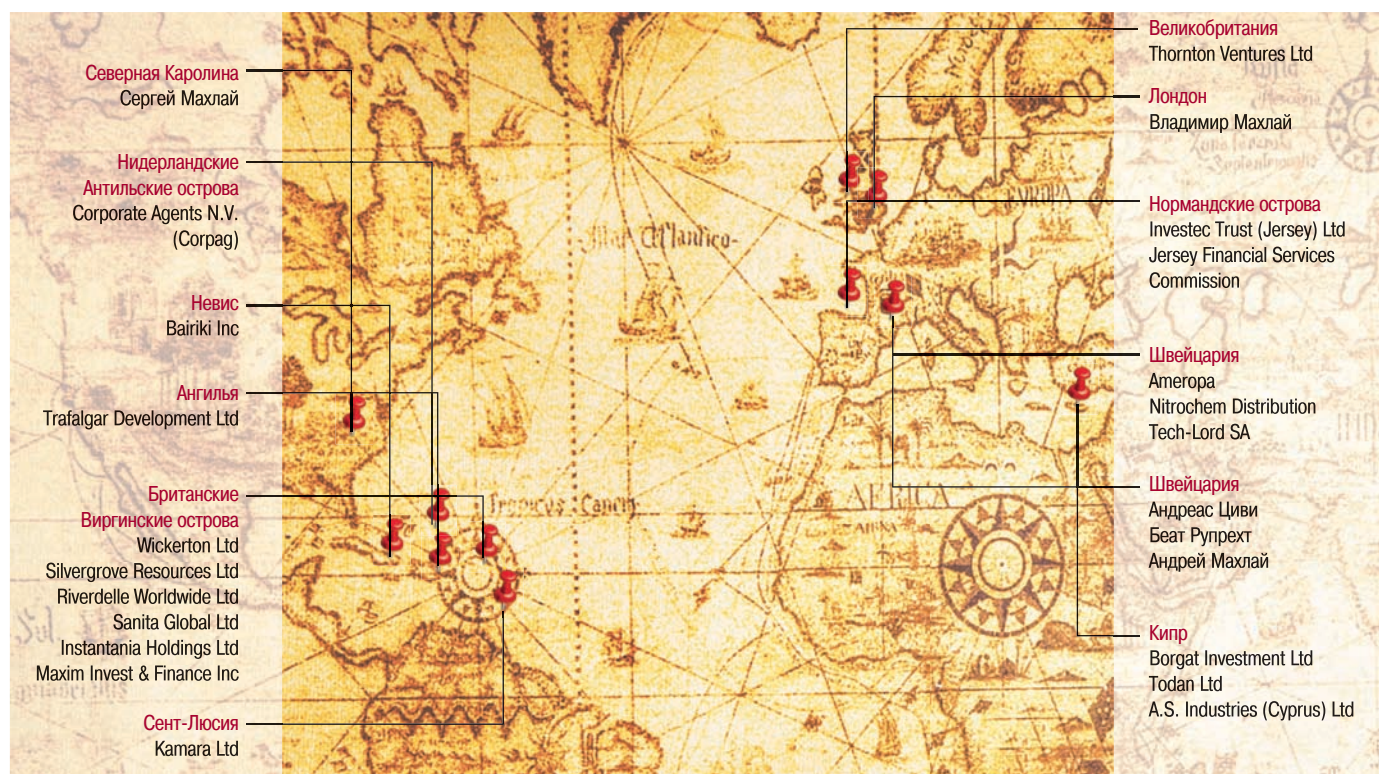 Северная Каролина
Сергей Махлай
Нидерландские
Антильские острова
Corporate Agents N.V.
(Corpag)
Невис
Bairiki Inc
Ангилья
Trafalgar Development Ltd
Британские
Виргинские острова
Wickerton Ltd
Silvergrove Resources Ltd
Riverdelle Worldwide Ltd
Sanita Global Ltd
Instantania Holdings Ltd
Maxim Invest & Finance Inc
Сент-Люсия
Kamara Ltd
EVROPA
AFRICA
Sul
Великобритания
Thornton Ventures Ltd
Лондон
Владимир Махлай
Нормандские острова
Investec Trust (Jersey) Ltd
Jersey Financial Services
Commission
Швейцария
Ameropa
Nitrochem Distribution
Tech-Lord SA
Швейцария
Андреас Циви
Беат Рупрехт
Андрей Махлай
Кипр
Borgat Investment Ltd
Todan Ltd
A.S. Industries (Cyprus) Ltd